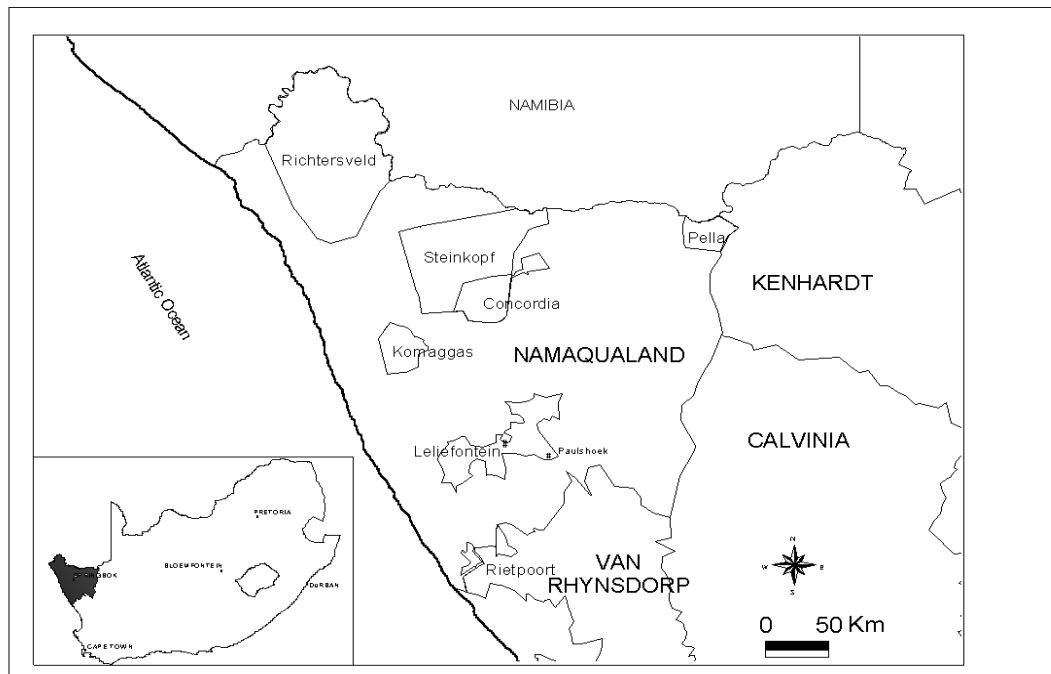 NAMIBIA
Richtersveld
Pella
Steinkopf
KENHARDT
Atlantic Ocean
Concordia
Komaggas
NAMAQUALAND
CALVINIA
Leliefontein
Paulshoek
PRETORIA
N
W E
S
BLOEMFONTEIN
SPRINGBOK
DURBAN
CAPE TOWN
Rietpoort
VAN
RHYNSDORP
0 50 Km